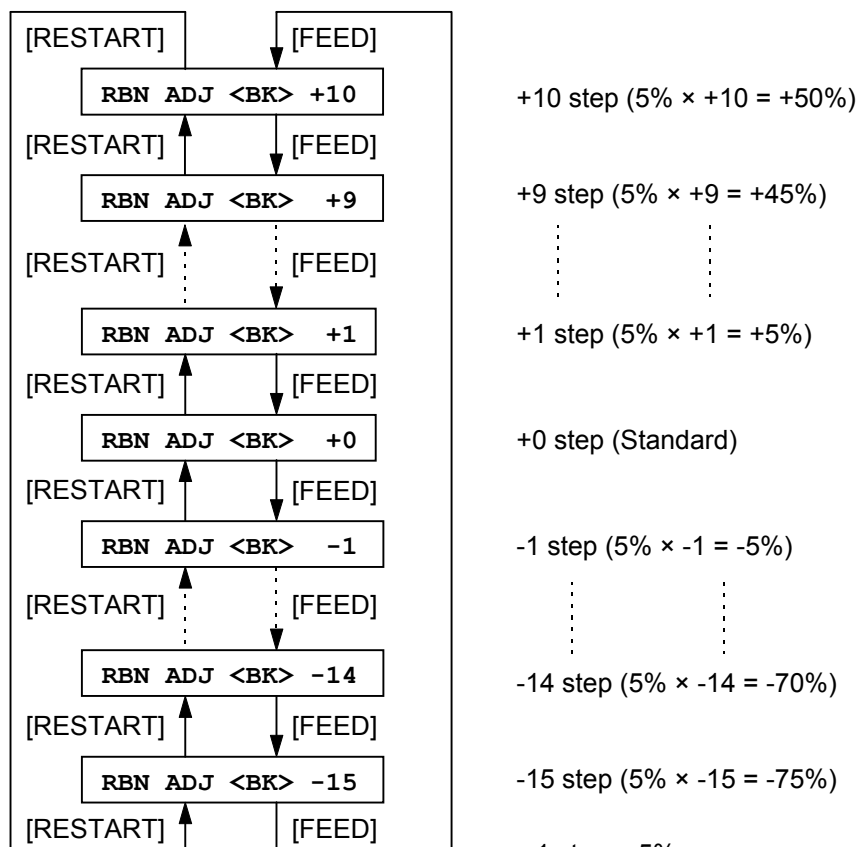 [RESTART] [FEED]
RBN ADJ <BK> +10 +10 step (5% × +10 = +50%)
[RESTART] [FEED]
RBN ADJ <BK> +9 +9 step (5% × +9 = +45%)
[RESTART] [FEED]
RBN ADJ <BK> +1 +1 step (5% × +1 = +5%)
[RESTART] [FEED]
RBN ADJ <BK> +0 +0 step (Standard)
[RESTART] [FEED]
RBN ADJ <BK> -1 -1 step (5% × -1 = -5%)
[RESTART] [FEED]
RBN ADJ <BK> -14 -14 step (5% × -14 = -70%)
[RESTART] [FEED]
RBN ADJ <BK> -15 -15 step (5% × -15 = -75%)
[RESTART] [FEED]